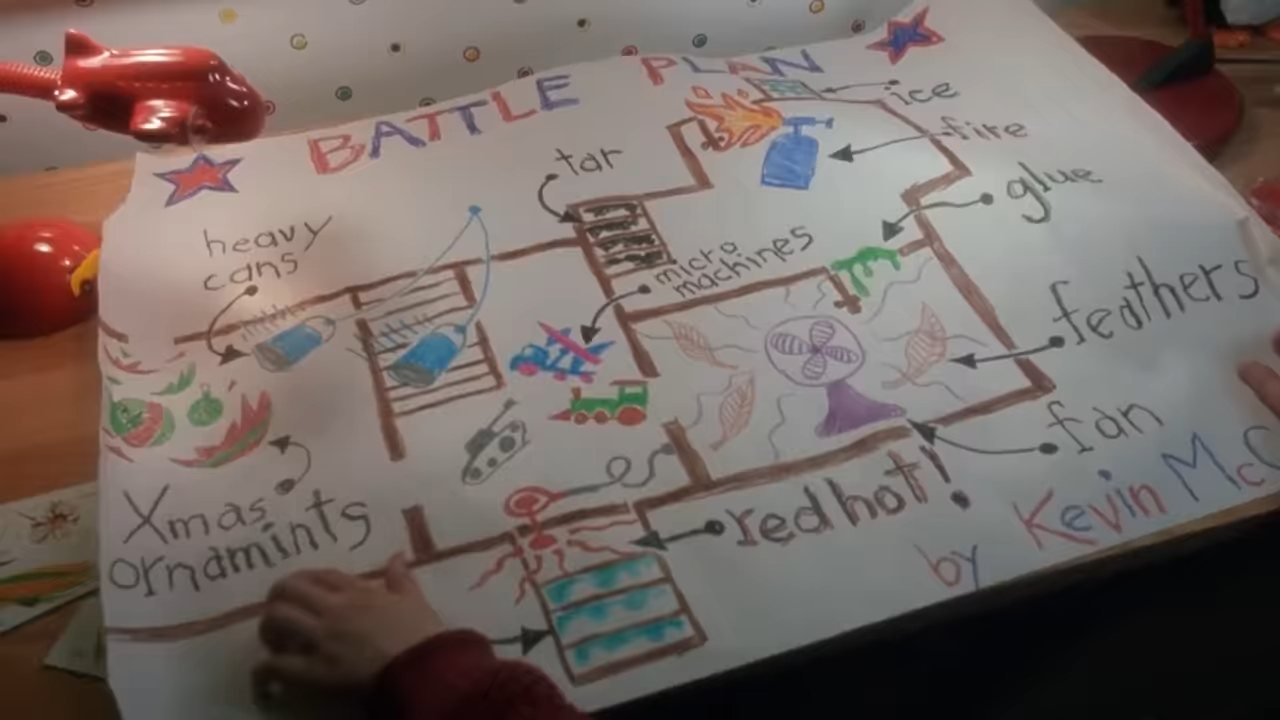 BATTLE PLAN
ice
fire
tar
glue
heavy
cans
micro
machines
feathers
fan
Xmas
ornamints
red hot!
by Kevin McC